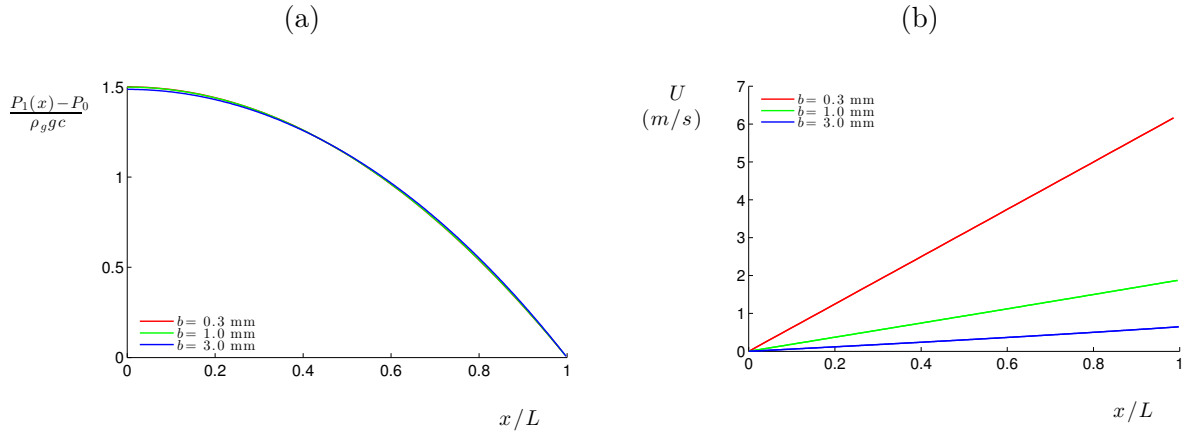 (a)
P₁(x)−P₀
ρ_g gc
1.5
1
0.5
0
b= 0.3 mm
b= 1.0 mm
b= 3.0 mm
0 0.2 0.4 0.6 0.8 1
x/L
(b)
U
(m/s)
7
6
5
4
3
2
1
0
b= 0.3 mm
b= 1.0 mm
b= 3.0 mm
0 0.2 0.4 0.6 0.8 1
x/L